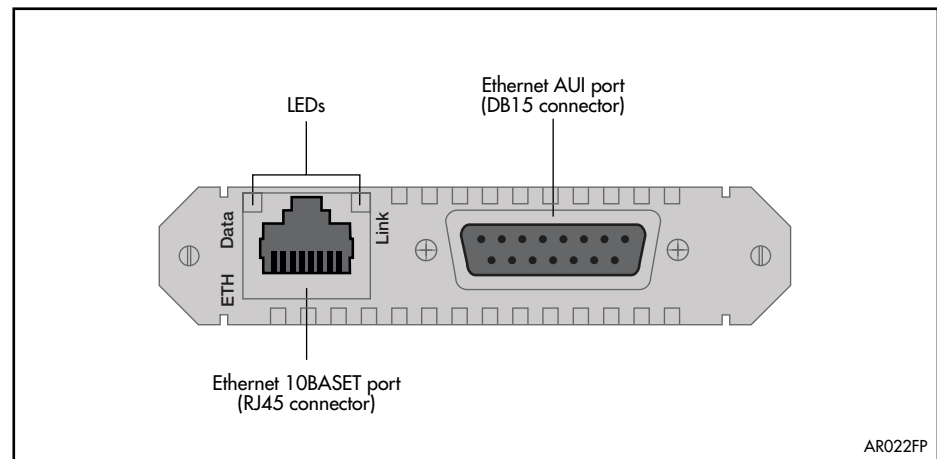 Ethernet AUI port
(DB15 connector)
LEDs
Data
Link
ETH
Ethernet 10BASET port
(RJ45 connector)
AR022FP